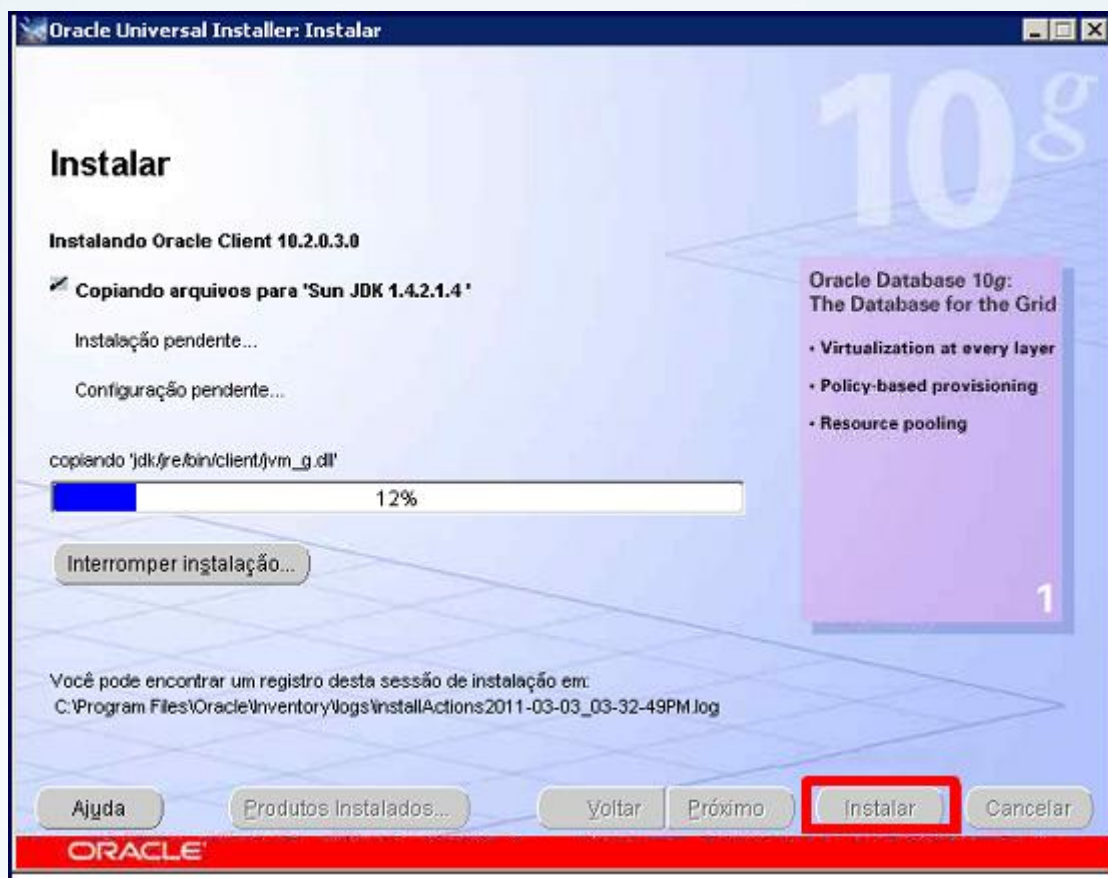 Oracle Universal Installer: Instalar
10g
Instalar
Instalando Oracle Client 10.2.0.3.0
Copiando arquivos para 'Sun JDK 1.4.2.1.4 '
Instalação pendente...
Configuração pendente...
copiando 'jdk/jre/bin/client/jvm_g.dll'
12%
Interromper instalação...
Oracle Database 10g:
The Database for the Grid
• Virtualization at every layer
• Policy-based provisioning
• Resource pooling
1
Você pode encontrar um registro desta sessão de instalação em:
C:\Program Files\Oracle\Inventory\logs\installActions2011-03-03_03-32-49PM.log
Ajuda
Produtos Instalados...
Voltar
Próximo
Instalar
Cancelar
ORACLE